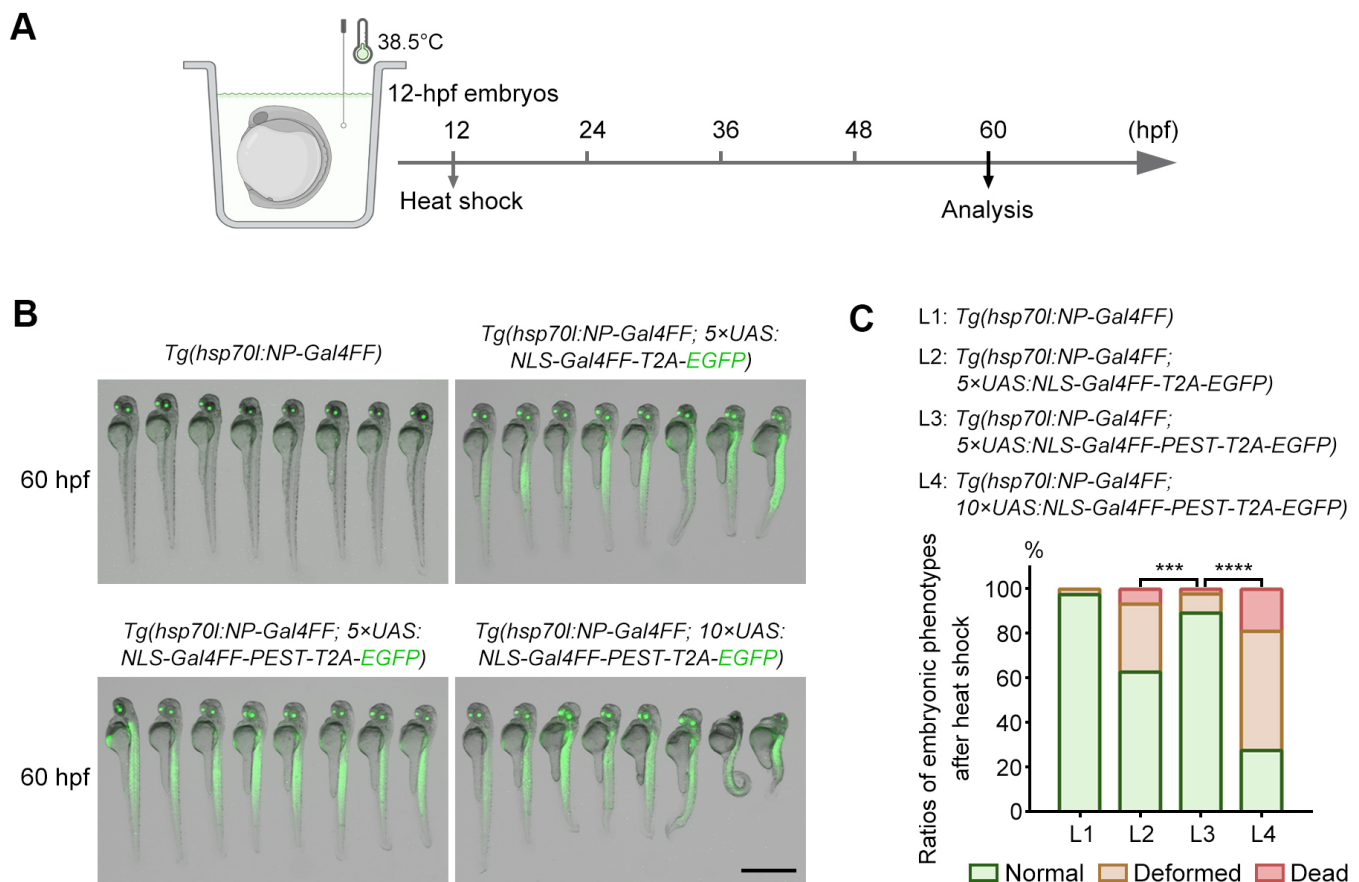 A
38.5°C
12-hpf embryos
12 24 36 48 60 (hpf)
Heat shock
Analysis
B
Tg(hsp70l:NP-Gal4FF)
Tg(hsp70l:NP-Gal4FF; 5×UAS:
NLS-Gal4FF-T2A-EGFP)
60 hpf
Tg(hsp70l:NP-Gal4FF; 5×UAS:
NLS-Gal4FF-PEST-T2A-EGFP)
Tg(hsp70l:NP-Gal4FF; 10×UAS:
NLS-Gal4FF-PEST-T2A-EGFP)
60 hpf
C
L1: Tg(hsp70l:NP-Gal4FF)
L2: Tg(hsp70l:NP-Gal4FF;
5×UAS:NLS-Gal4FF-T2A-EGFP)
L3: Tg(hsp70l:NP-Gal4FF;
5×UAS:NLS-Gal4FF-PEST-T2A-EGFP)
L4: Tg(hsp70l:NP-Gal4FF;
10×UAS:NLS-Gal4FF-PEST-T2A-EGFP)
Ratios of embryonic phenotypes
after heat shock
%
100
80
60
40
20
0
*** ****
L1 L2 L3 L4
Normal Deformed Dead